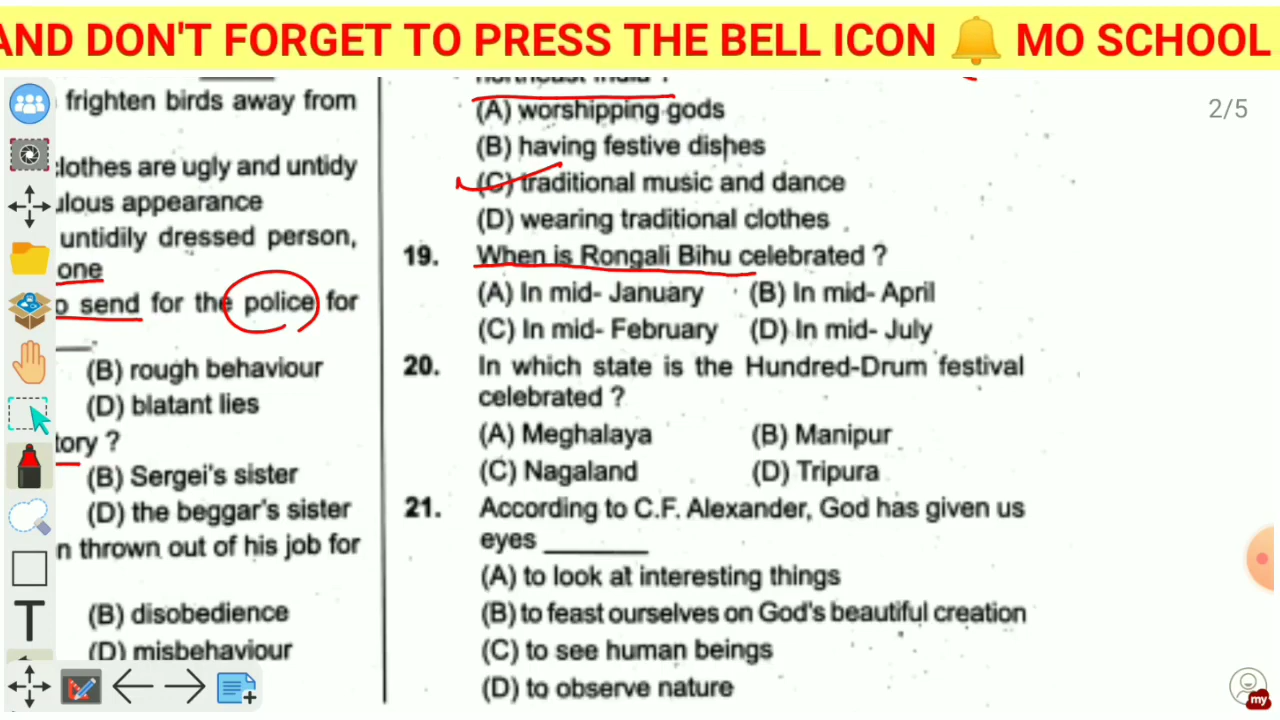 AND DON'T FORGET TO PRESS THE BELL ICON 🔔 MO SCHOOL
2/5
frighten birds away from
clothes are ugly and untidy
ulous appearance
untidily dressed person,
one
o send for the police for
(B) rough behaviour
(D) blatant lies
tory ?
(B) Sergei's sister
(D) the beggar's sister
n thrown out of his job for
(B) disobedience
(D) misbehaviour
northeast India ?
(A) worshipping gods
(B) having festive dishes
(C) traditional music and dance
(D) wearing traditional clothes
19. When is Rongali Bihu celebrated ?
(A) In mid- January (B) In mid- April
(C) In mid- February (D) In mid- July
20. In which state is the Hundred-Drum festival
celebrated ?
(A) Meghalaya (B) Manipur
(C) Nagaland (D) Tripura
21. According to C.F. Alexander, God has given us
eyes ________
(A) to look at interesting things
(B) to feast ourselves on God's beautiful creation
(C) to see human beings
(D) to observe nature
T
my